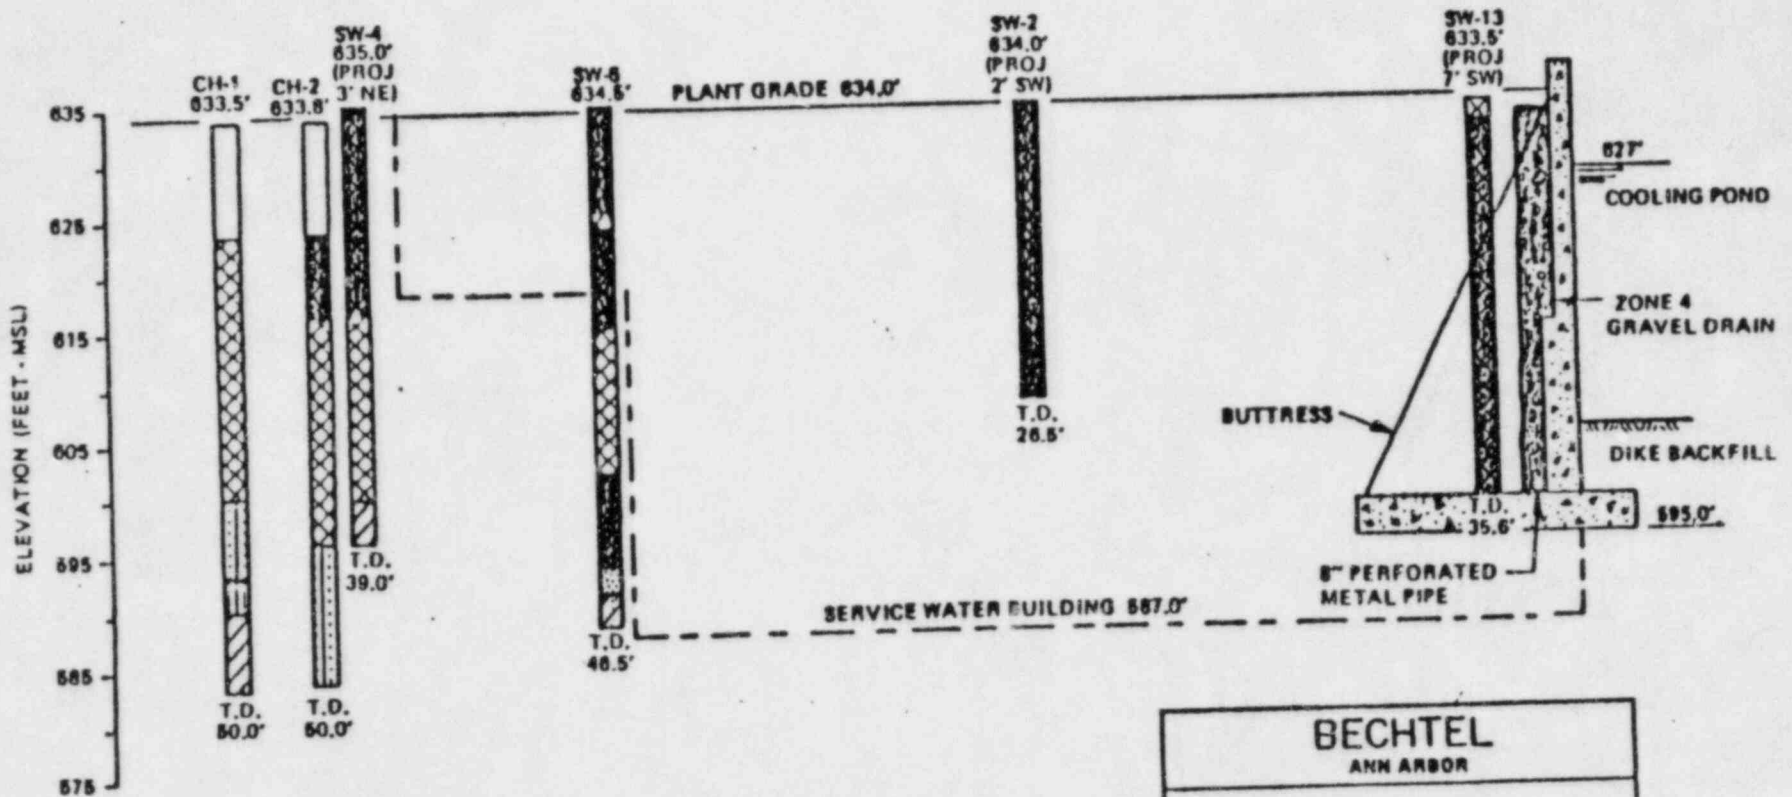 CH-1
633.5'
CH-2
633.8'
SW-4
635.0'
(PROJ
3' NE)
SW-6
634.6'
PLANT GRADE 634.0'
SW-2
634.0'
(PROJ
2' SW)
SW-13
633.5'
(PROJ
7' SW)
635
625
615
605
595
585
575
ELEVATION (FEET - MSL)
627'
COOLING POND
ZONE 4
GRAVEL DRAIN
BUTTRESS
DIKE BACKFILL
T.D.
26.5'
T.D.
35.6'
595.0'
T.D.
39.0'
8" PERFORATED
METAL PIPE
SERVICE WATER BUILDING 587.0'
T.D.
46.5'
T.D.
50.0'
T.D.
50.0'
BECHTEL
ANN ARBOR